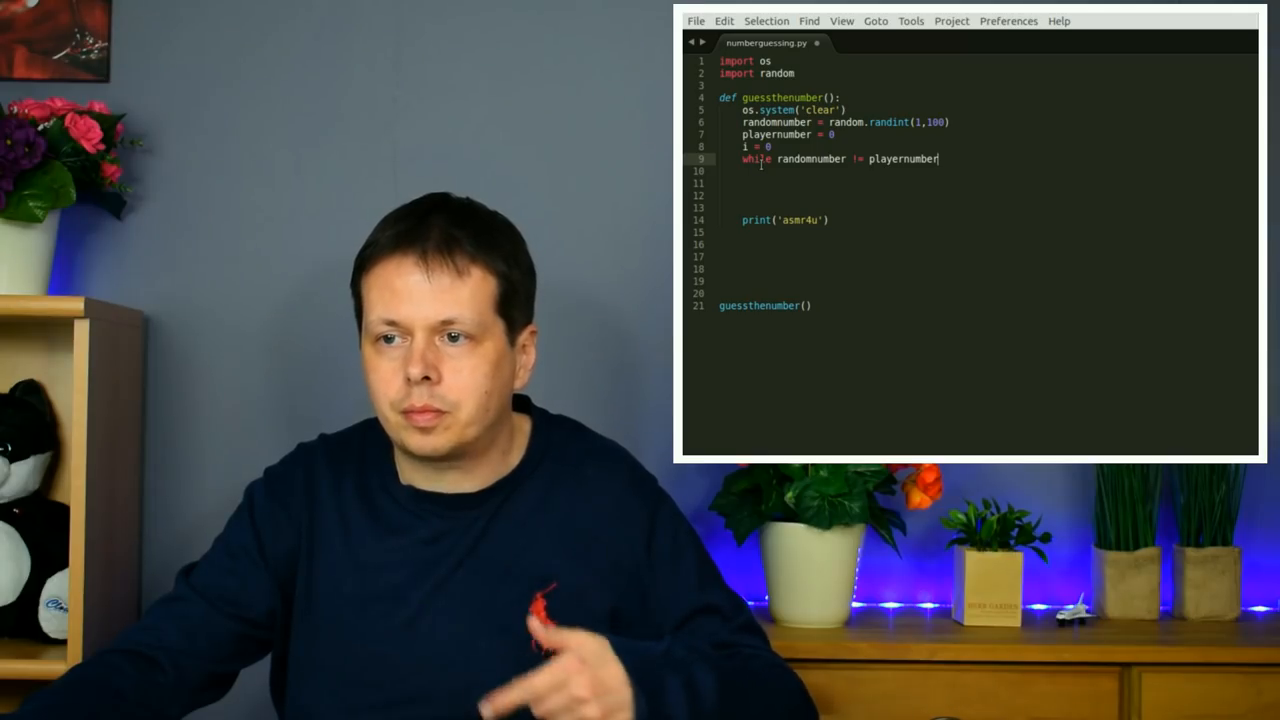 File Edit Selection Find View Goto Tools Project Preferences Help
numberguessing.py
1 import os
2 import random
3
4 def guessthenumber():
5 os.system('clear')
6 randomnumber = random.randint(1,100)
7 playernumber = 0
8 i = 0
9 while randomnumber != playernumber
10
11
12
13
14 print('asmr4u')
15
16
17
18
19
20
21 guessthenumber()
HERB GARDEN